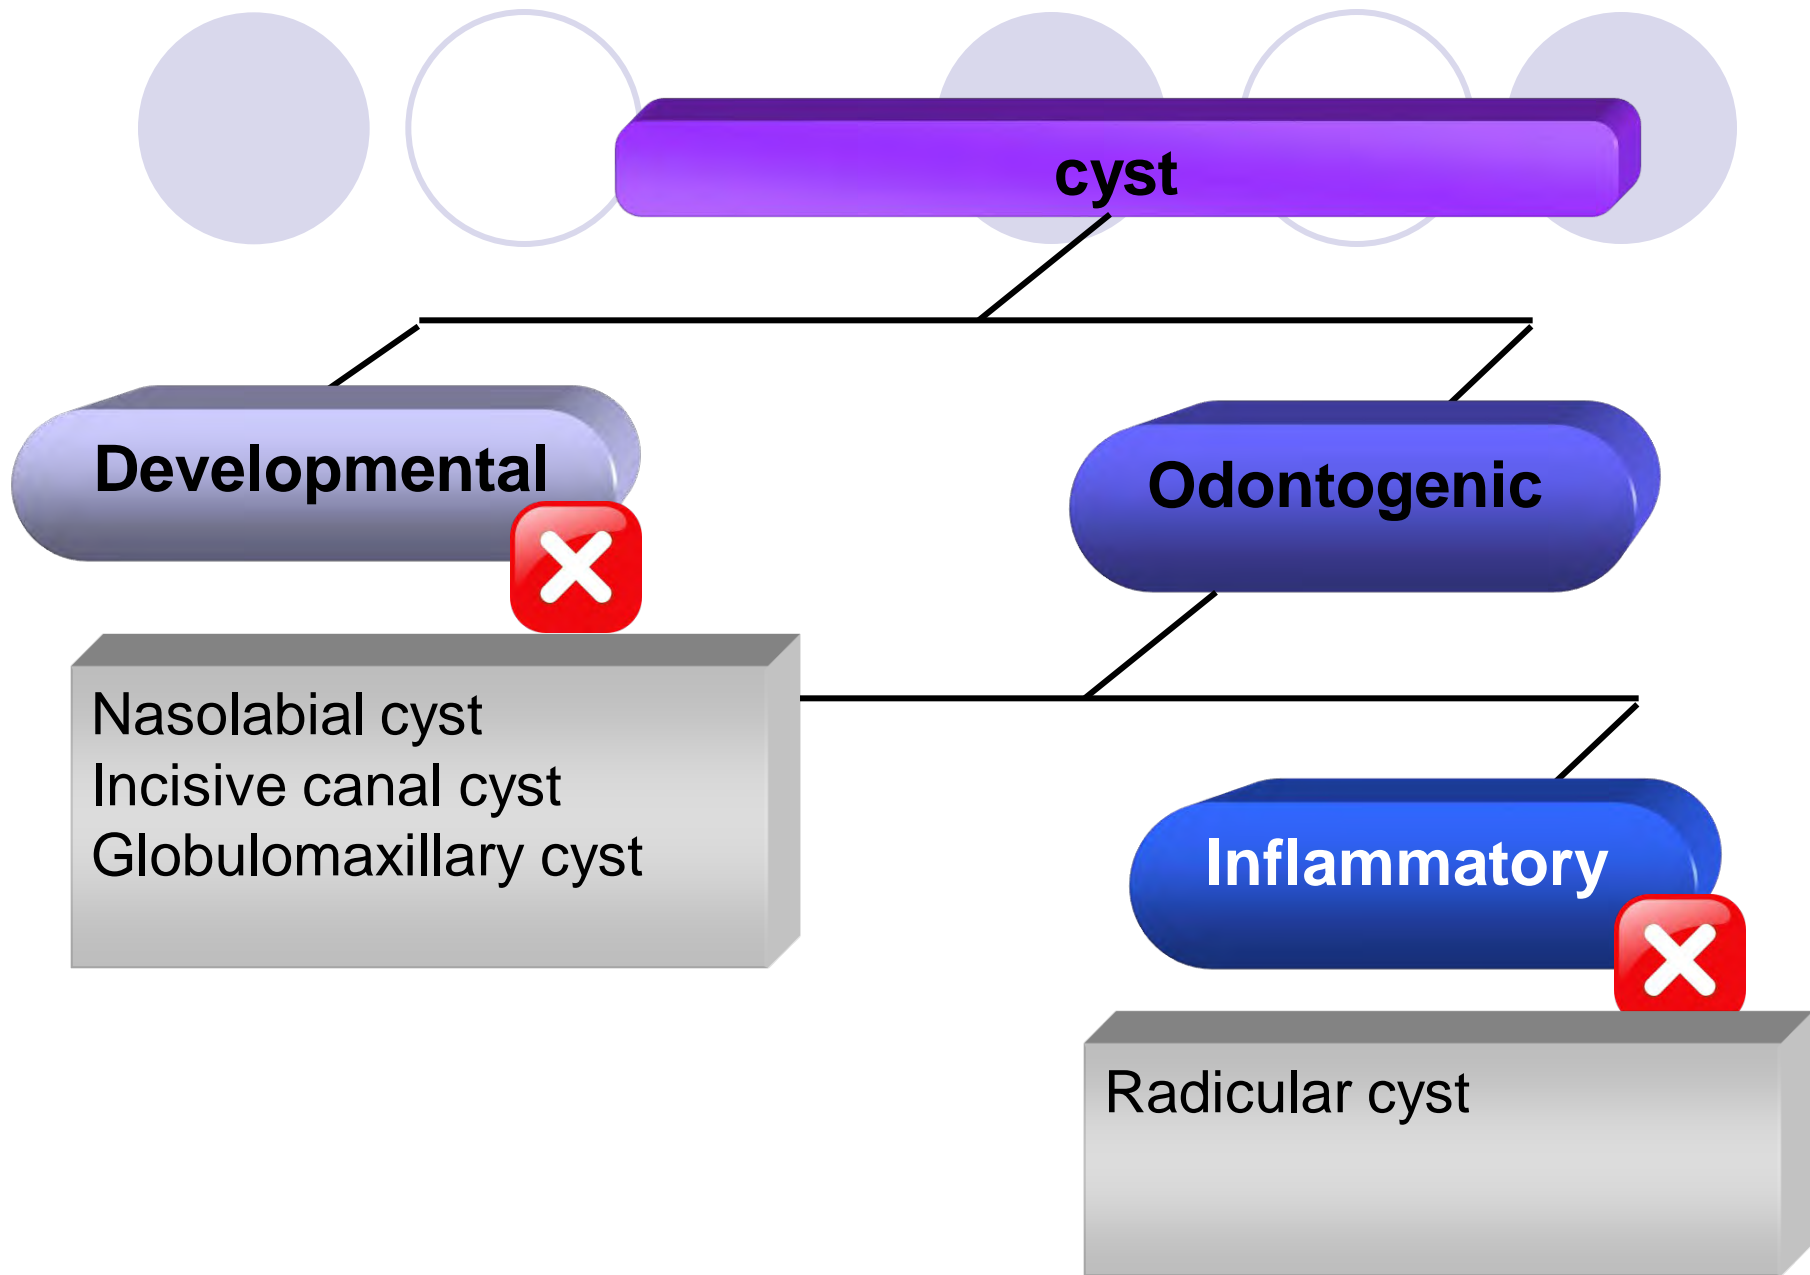 cyst
Developmental
Odontogenic
Nasolabial cyst
Incisive canal cyst
Globulomaxillary cyst
Inflammatory
Radicular cyst